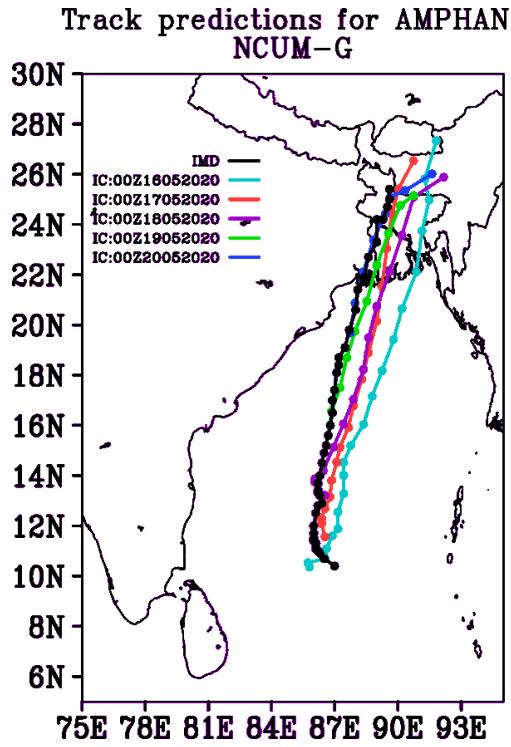 Track predictions for AMPHAN
NCUM-G
30N
28N
26N
24N
22N
20N
18N
16N
14N
12N
10N
8N
6N
IMD
IC:00Z16052020
IC:00Z17052020
IC:00Z18052020
IC:00Z19052020
IC:00Z20052020
75E 78E 81E 84E 87E 90E 93E